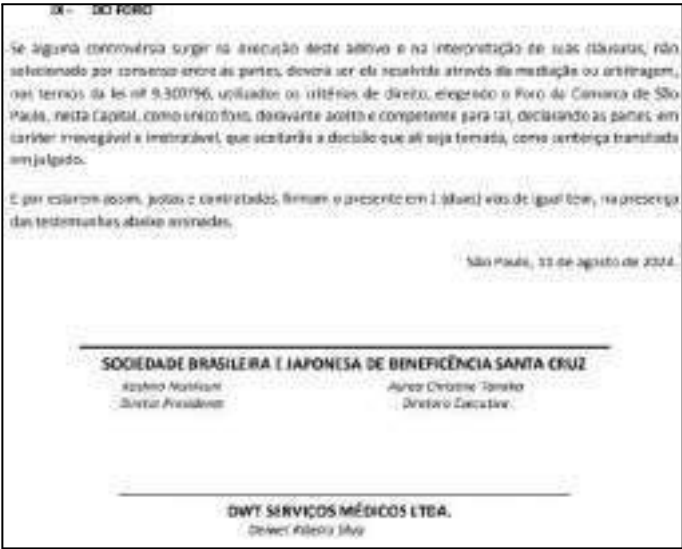 IX - DO FORO
Se alguma controvérsia surgir na execução deste aditivo e na interpretação de suas cláusulas, não
solucionada por consenso entre as partes, deverá ser ela resolvida através da mediação ou arbitragem,
nos termos da lei nº 9.307/96, utilizados os critérios de direito, elegendo o Foro da Comarca de São
Paulo, nesta Capital, como único foro, doravante aceito e competente para tal, declarando as partes, em
caráter irrevogável e irretratável, que aceitarão a decisão que ali seja tomada, como sentença transitada
em julgado.
E por estarem assim, justas e contratadas, firmam o presente em (duas) vias de igual teor, na presença
das testemunhas abaixo assinadas.
São Paulo, de agosto de 2024.
SOCIEDADE BRASILEIRA E JAPONESA DE BENEFICÊNCIA SANTA CRUZ
Diretor Presidente Diretora Executiva
DWT SERVIÇOS MÉDICOS LTDA.
Ribeiro Silva